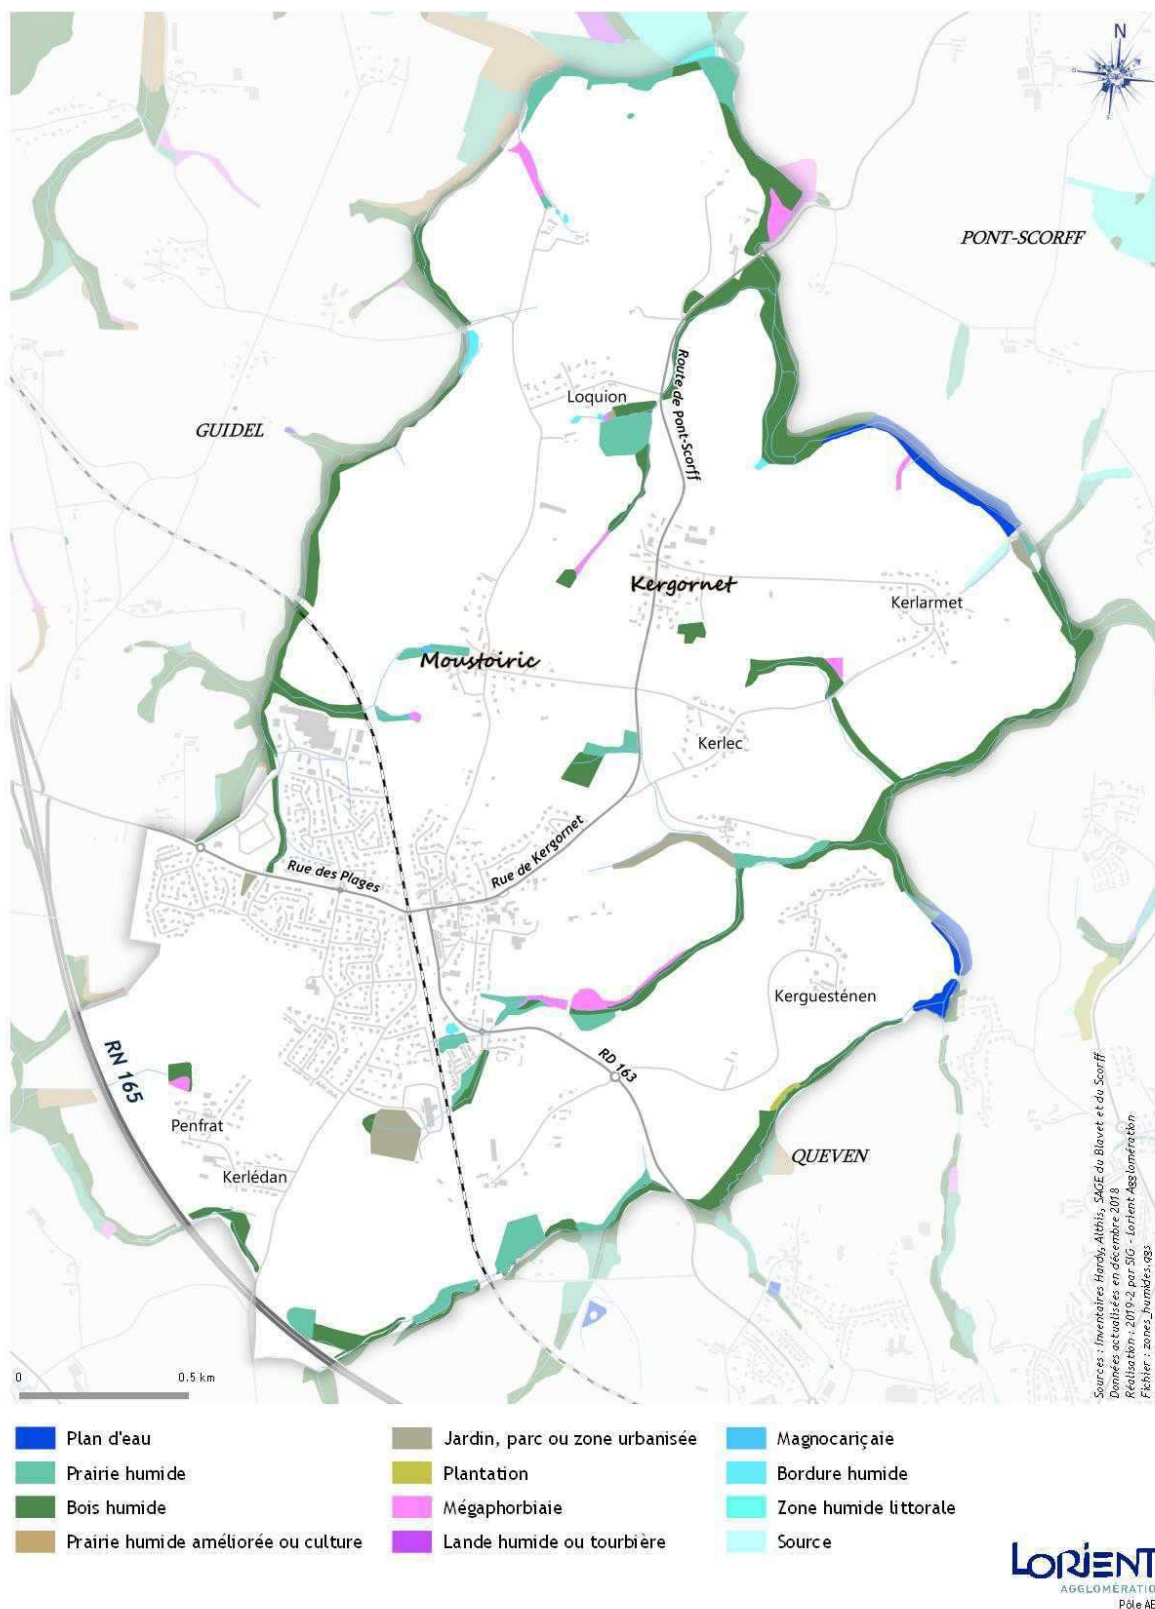 N
SIG
PONT-SCORFF
GUIDEL
Loquion
Route de Pont-Scorff
Kergornet
Kerlarmet
Moustoiric
Kerlec
Rue de Kergornet
Rue des Plages
Kerguesténen
RN 165
RD 163
Penfrat
QUEVEN
Kerlédan
Sources : Inventaires Hardy, Althis, SAGE du Blavet et du Scorff
Données actualisées en décembre 2018
Réalisation : 2019-2 par SIG - Lorient Agglomération
Fichier : zones_humides.qgs
0 0.5 km
Plan d'eau
Prairie humide
Bois humide
Prairie humide améliorée ou culture
Jardin, parc ou zone urbanisée
Plantation
Mégaphorbiaie
Lande humide ou tourbière
Magnocariçaie
Bordure humide
Zone humide littorale
Source
LORIENT
AGGLOMÉRATIO
Pôle AE